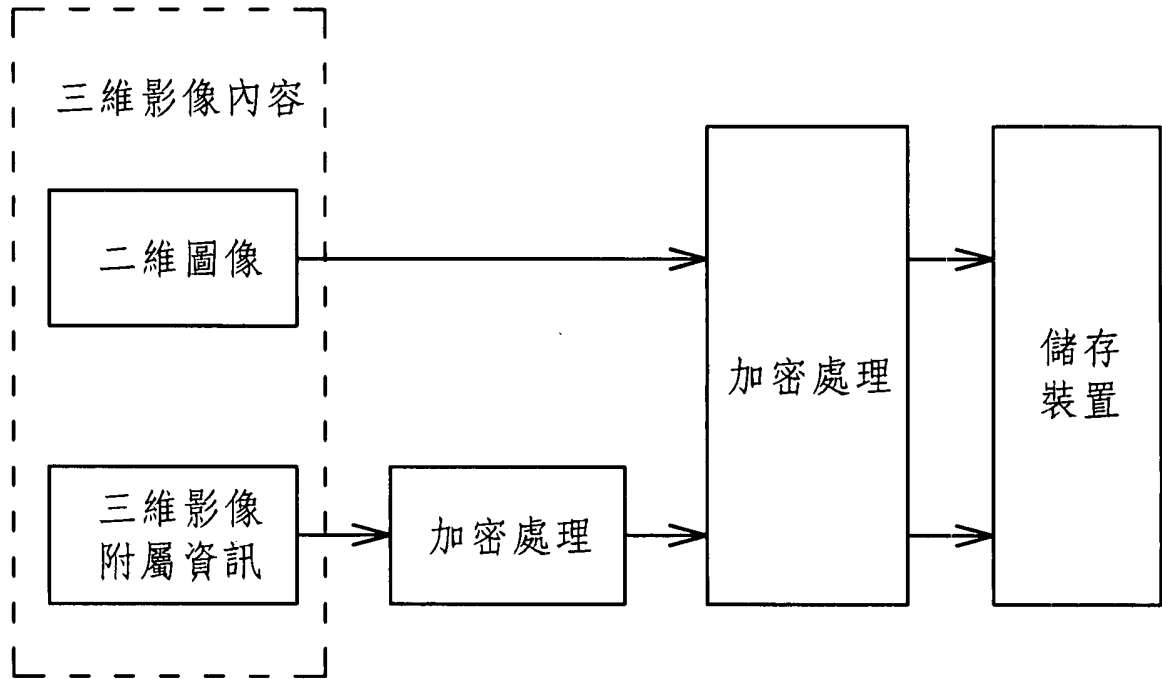 三維影像內容
二維圖像
三維影像
附屬資訊
加密處理
加密處理
儲存
裝置